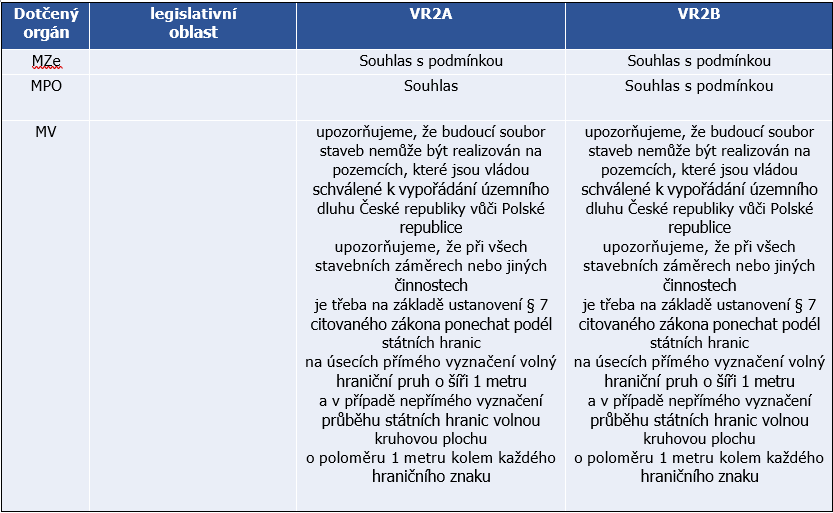 Dotčený orgán
legislativní oblast
VR2A
VR2B
MZe
Souhlas s podmínkou
Souhlas s podmínkou
MPO
Souhlas
Souhlas s podmínkou
MV
upozorňujeme, že budoucí soubor
staveb nemůže být realizován na
pozemcích, které jsou vládou
schválené k vypořádání územního
dluhu České republiky vůči Polské
republice
upozorňujeme, že při všech
stavebních záměrech nebo jiných
činnostech
je třeba na základě ustanovení § 7
citovaného zákona ponechat podél
státních hranic
na úsecích přímého vyznačení volný
hraniční pruh o šíři 1 metru
a v případě nepřímého vyznačení
průběhu státních hranic volnou
kruhovou plochu
o poloměru 1 metru kolem každého
hraničního znaku
upozorňujeme, že budoucí soubor
staveb nemůže být realizován na
pozemcích, které jsou vládou
schválené k vypořádání územního
dluhu České republiky vůči Polské
republice
upozorňujeme, že při všech
stavebních záměrech nebo jiných
činnostech
je třeba na základě ustanovení § 7
citovaného zákona ponechat podél
státních hranic
na úsecích přímého vyznačení volný
hraniční pruh o šíři 1 metru
a v případě nepřímého vyznačení
průběhu státních hranic volnou
kruhovou plochu
o poloměru 1 metru kolem každého
hraničního znaku